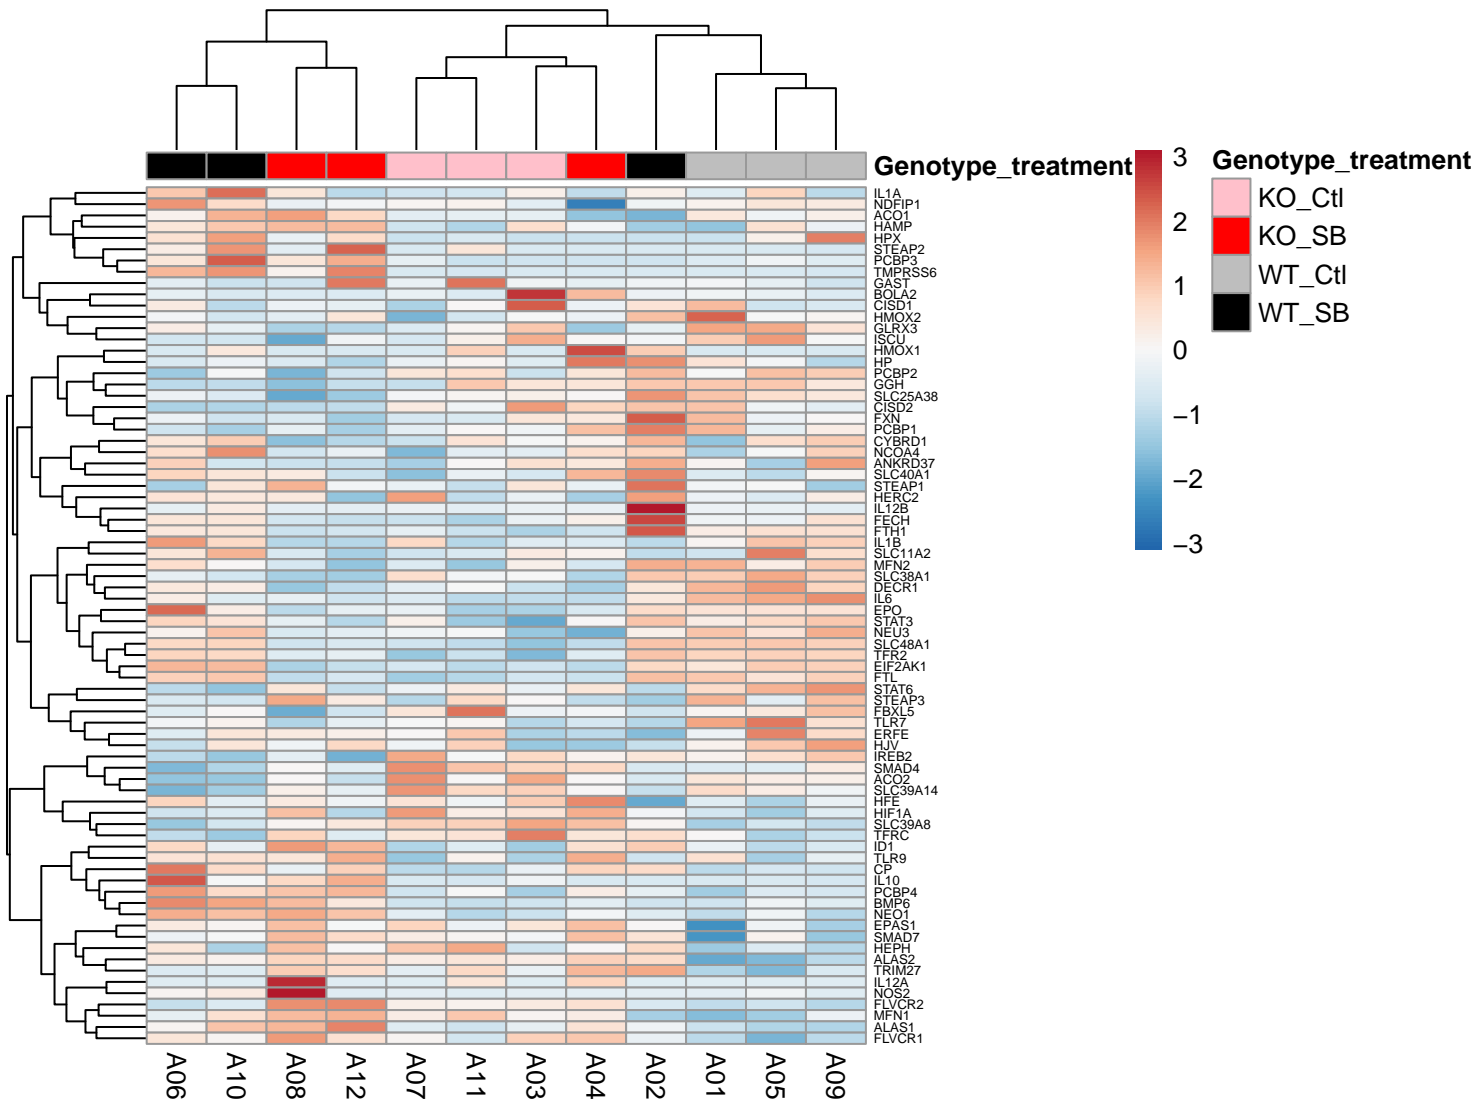 Genotype_treatment
IL1A
NDFIP1
ACO1
HAMP
HPX
STEAP2
PCBP3
TMPRSS6
GAST
BOLA2
CISD1
HMOX2
GLRX3
ISCU
HMOX1
HP
PCBP2
GGH
SLC25A38
CISD2
FXN
PCBP1
CYBRD1
NCOA4
ANKRD37
SLC40A1
STEAP1
HERC2
IL12B
FECH
FTH1
IL1B
SLC11A2
MFN2
SLC38A1
DECR1
IL6
EPO
STAT3
NEU3
SLC48A1
TFR2
EIF2AK1
FTL
STAT6
STEAP3
FBXL5
TLR7
ERFE
HJV
IREB2
SMAD4
ACO2
SLC39A14
HFE
HIF1A
SLC39A8
TFRC
ID1
TLR9
CP
IL10
PCBP4
BMP6
NEO1
EPAS1
SMAD7
HEPH
ALAS2
TRIM27
IL12A
NOS2
FLVCR2
MFN1
ALAS1
FLVCR1
A06 A10 A08 A12 A07 A11 A03 A04 A02 A01 A05 A09
3
2
1
0
−1
−2
−3
Genotype_treatment
KO_Ctl
KO_SB
WT_Ctl
WT_SB